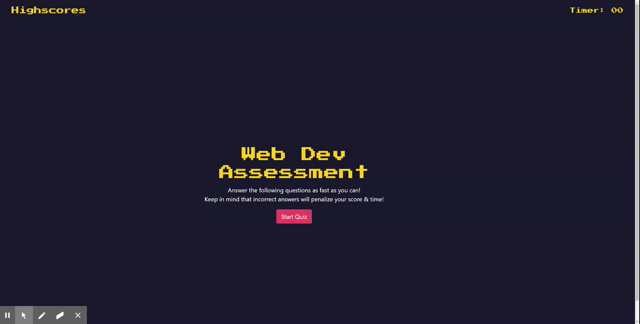 Highscores
Timer: 00
Web Dev
Assessment
Answer the following questions as fast as you can!
Keep in mind that incorrect answers will penalize your score & time!
Start Quiz